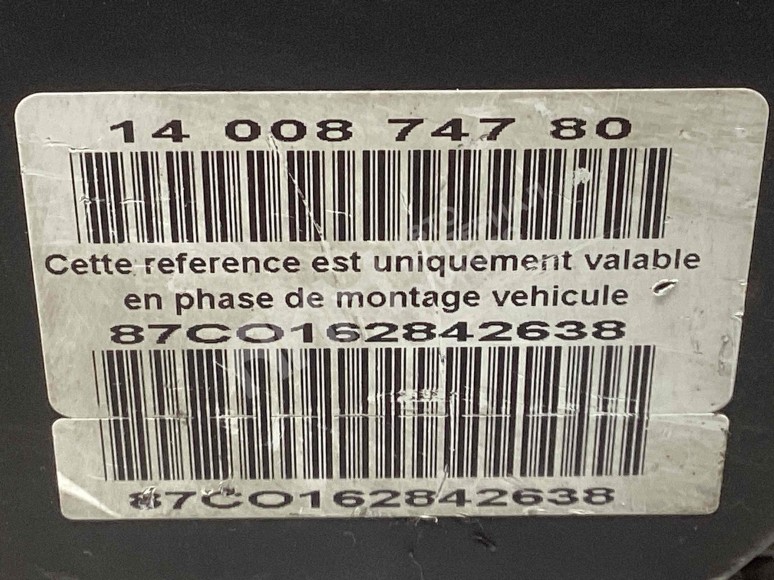 14 008 747 80
Cette reference est uniquement valable
en phase de montage vehicule
87CO162842638
87CO162842638